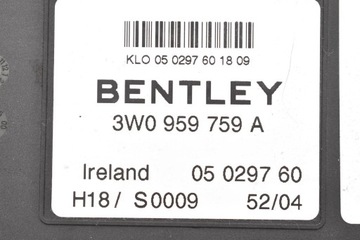 KLO 05 0297 60 18 09
BENTLEY
3W0 959 759 A
Ireland 05 0297 60
H18/ S0009 52/04